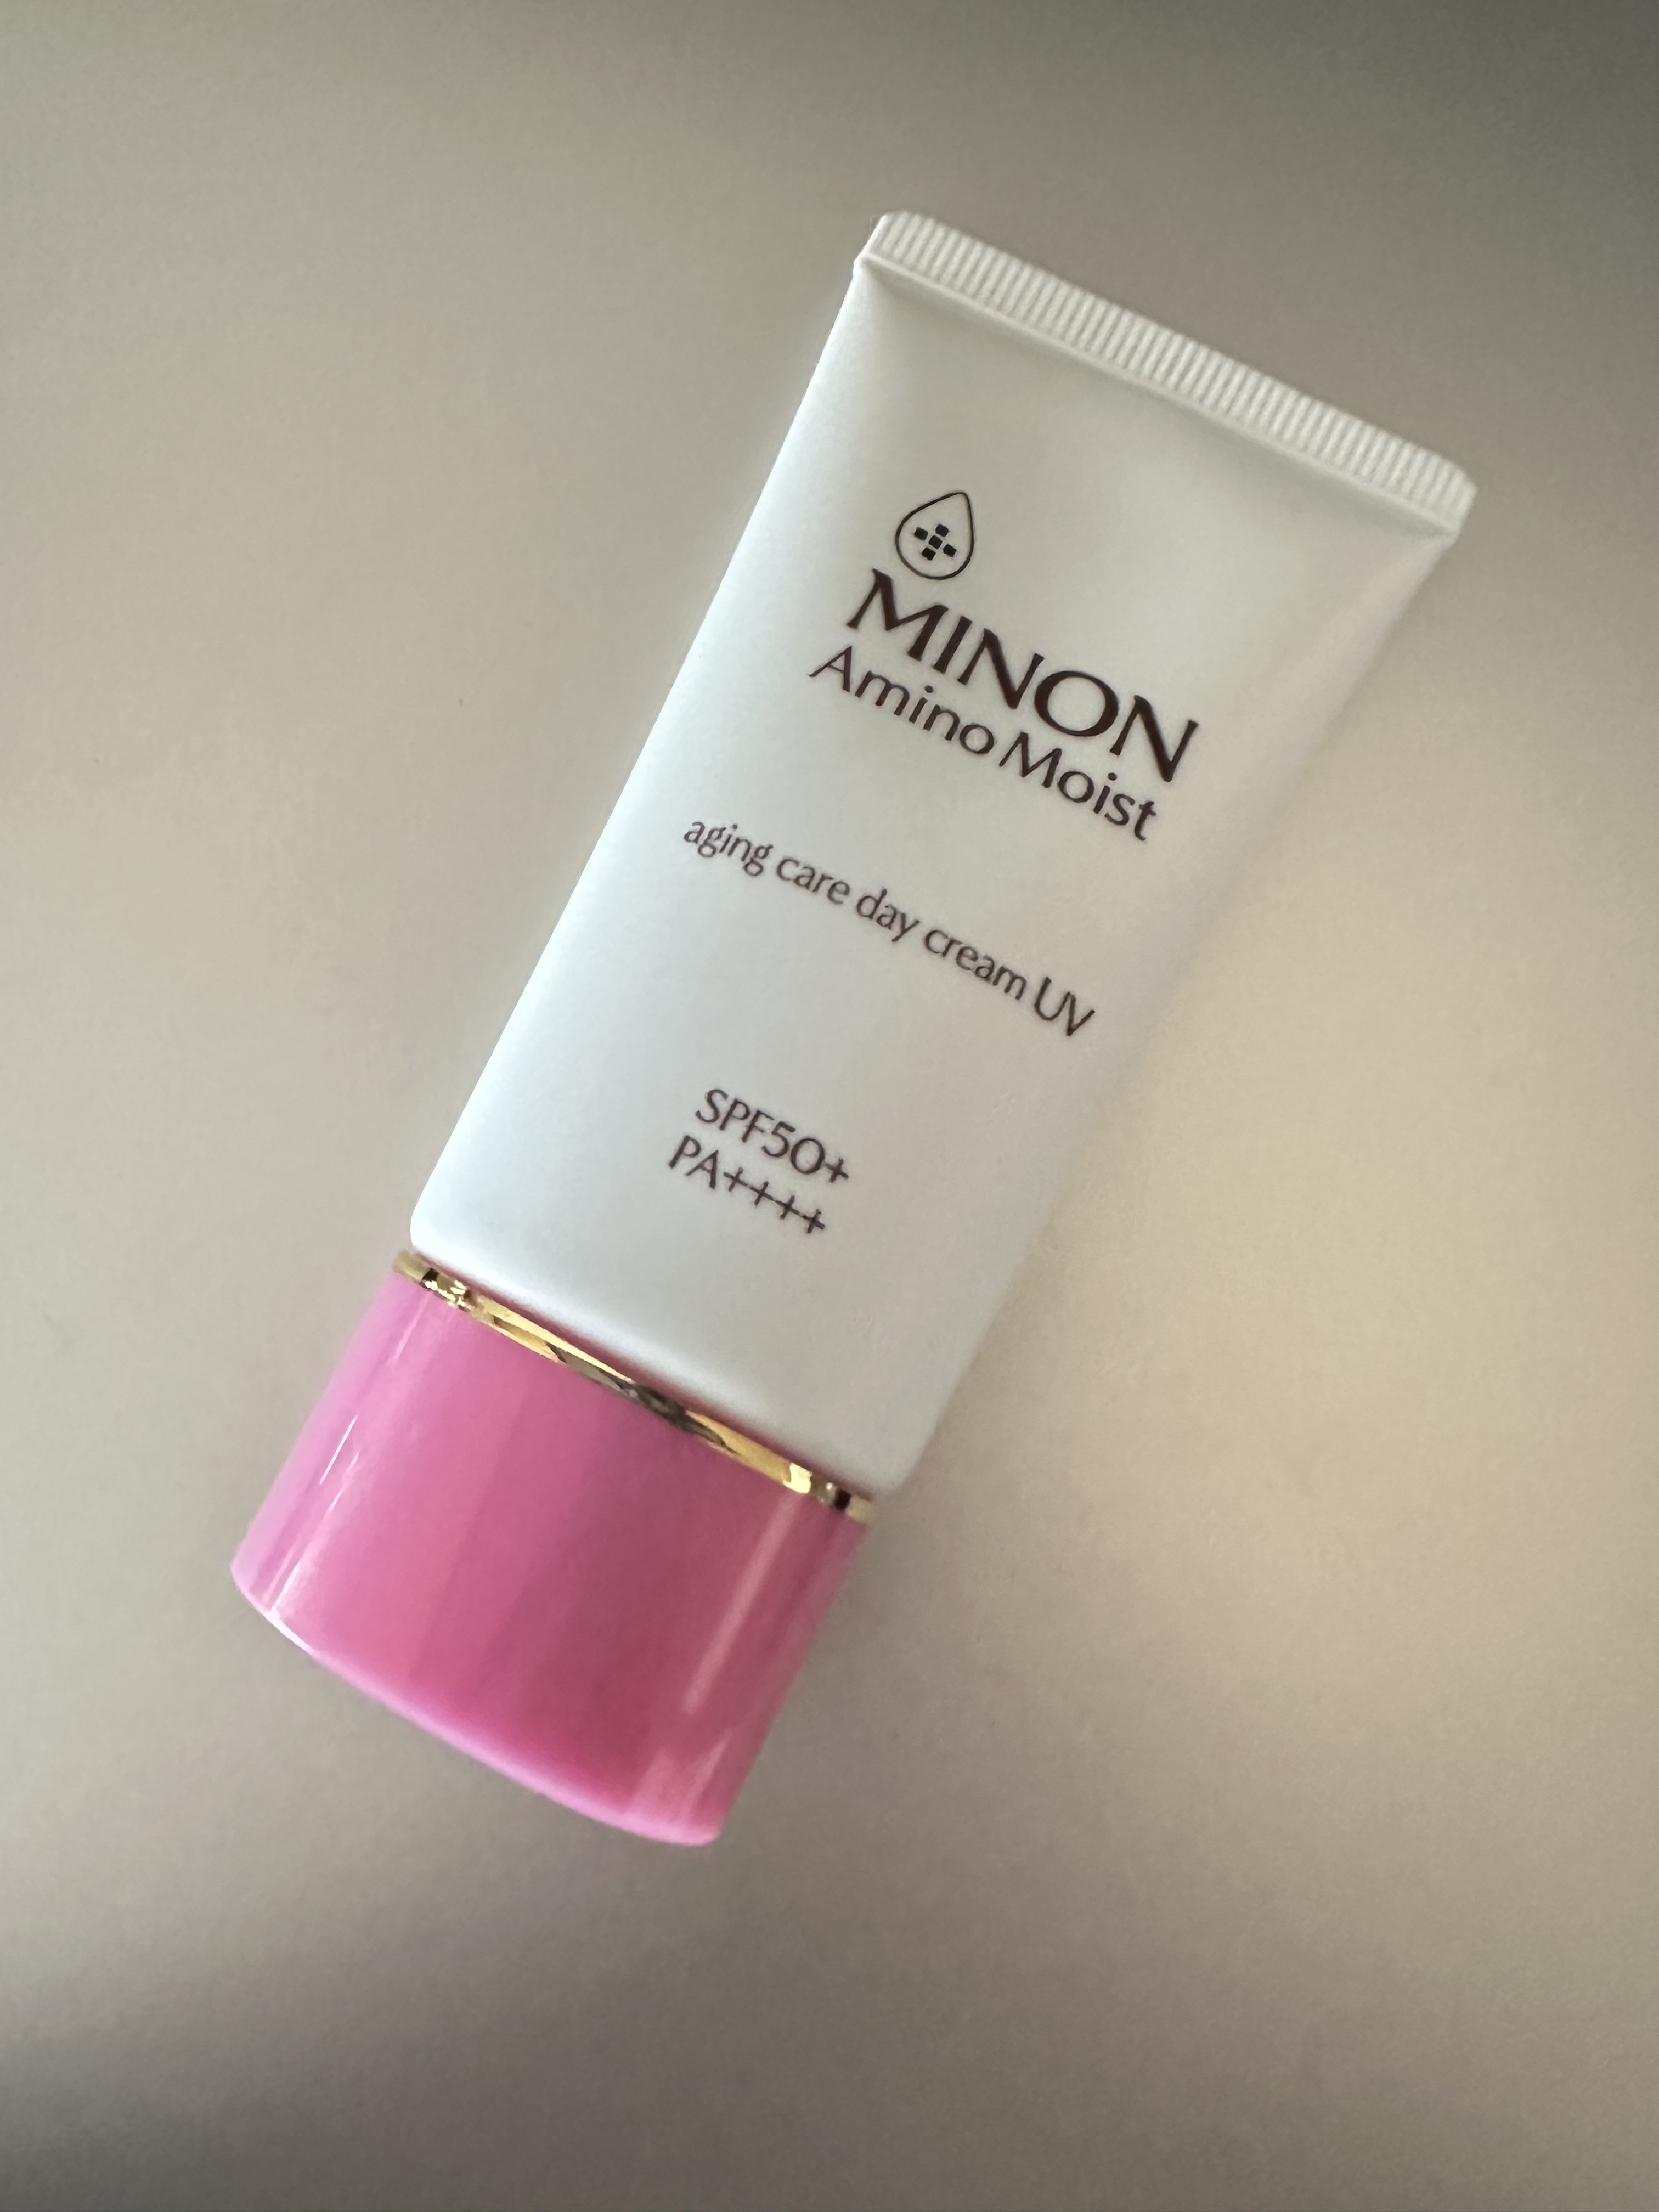 MINON
Amino Moist
aging care day cream UV
SPF50+
PA++++